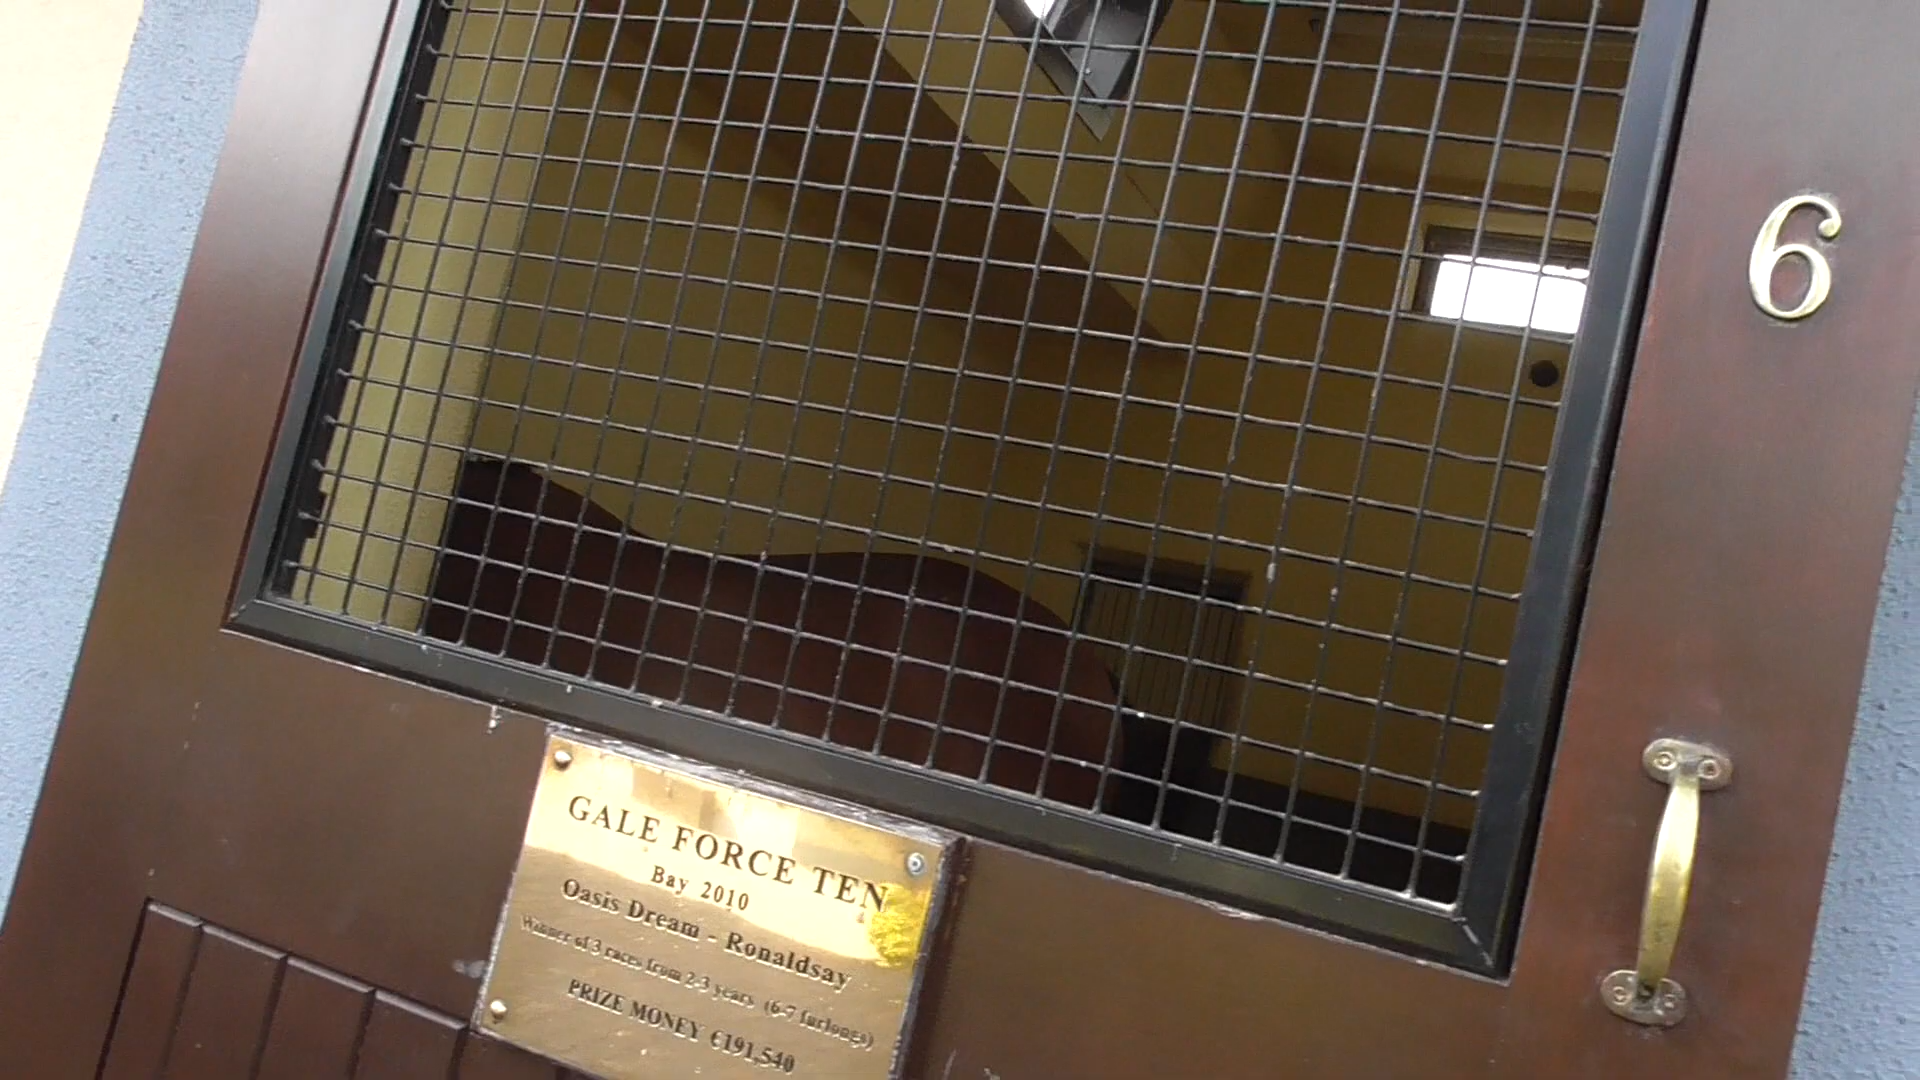 6
GALE FORCE TEN
Bay 2010
Oasis Dream - Ronaldsay
Winner of 3 races from 2-3 years (6-7 furlongs)
PRIZE MONEY €191,540